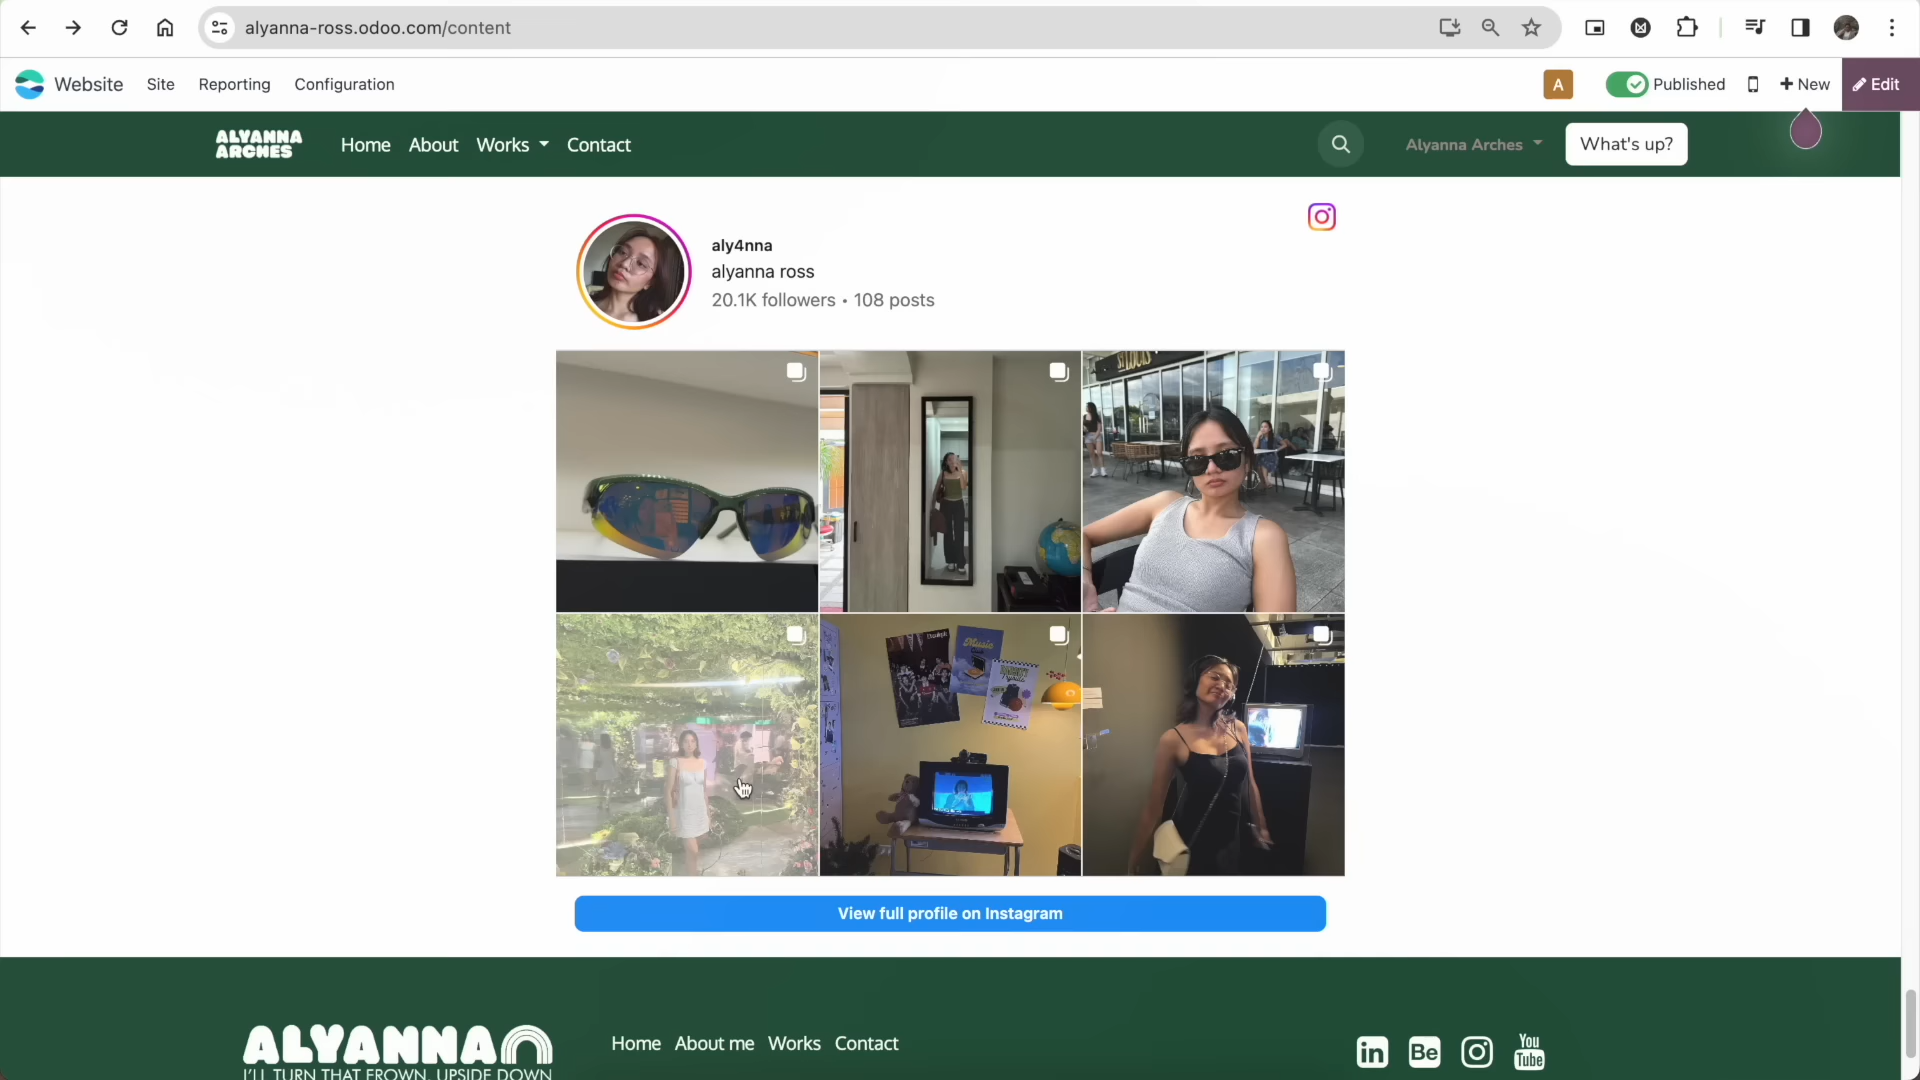 alyanna-ross.odoo.com/content
Website Site Reporting Configuration
A Published + New Edit
ALYANNA
ARCHES
Home About Works Contact
Alyanna Arches What's up?
aly4nna
alyanna ross
20.1K followers • 108 posts
Music
View full profile on Instagram
ALYANNA
I'LL TURN THAT FROWN, UPSIDE DOWN
Home About me Works Contact
in Bē You
Tube